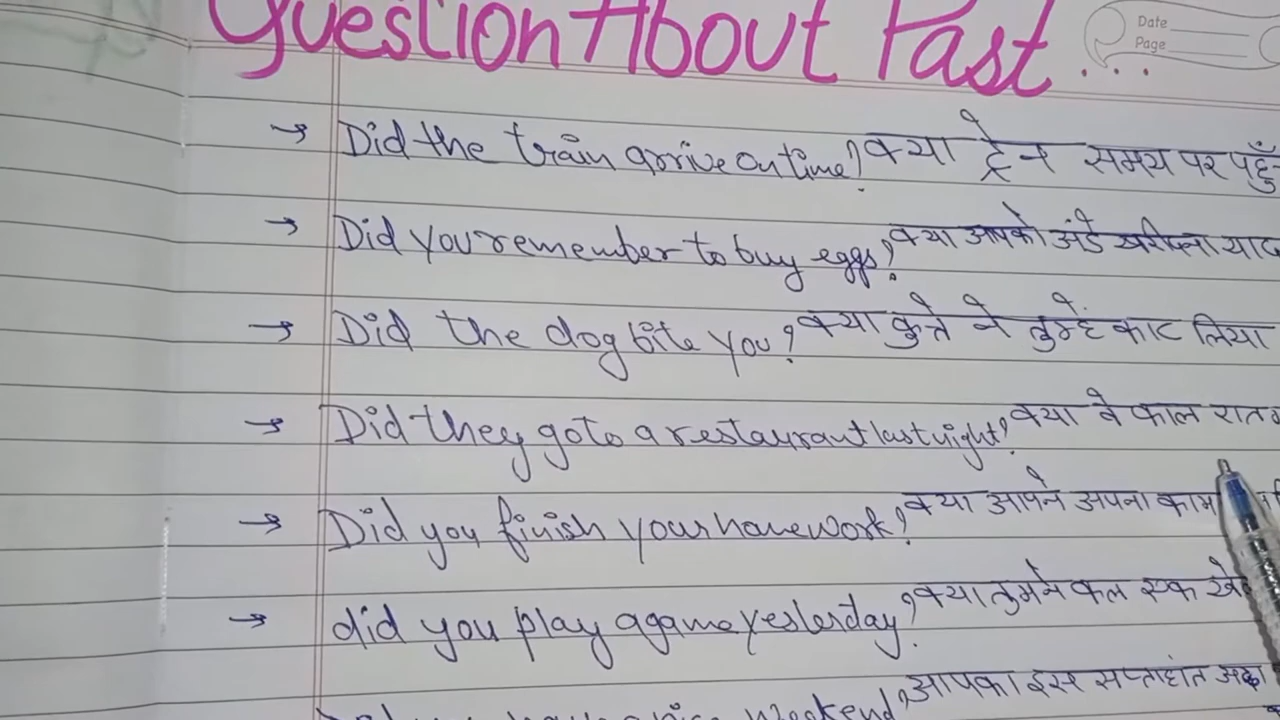 Question About Past...
Date
Page
→ Did the train arrive on time? क्या ट्रेन समय पर पहुँ
→ Did you remember to buy eggs? क्या आपको अंडे खरीदना याद
→ Did the dog bite you? क्या कुत्ते ने तुम्हें काट लिया
→ Did they go to a restaurant last night? क्या वे काल रात
→ Did you finish your homework? क्या आपने अपना काम
→ did you play a game yesterday? क्या तुमने कल एक खे
weekend? आपका इस सप्ताहांत